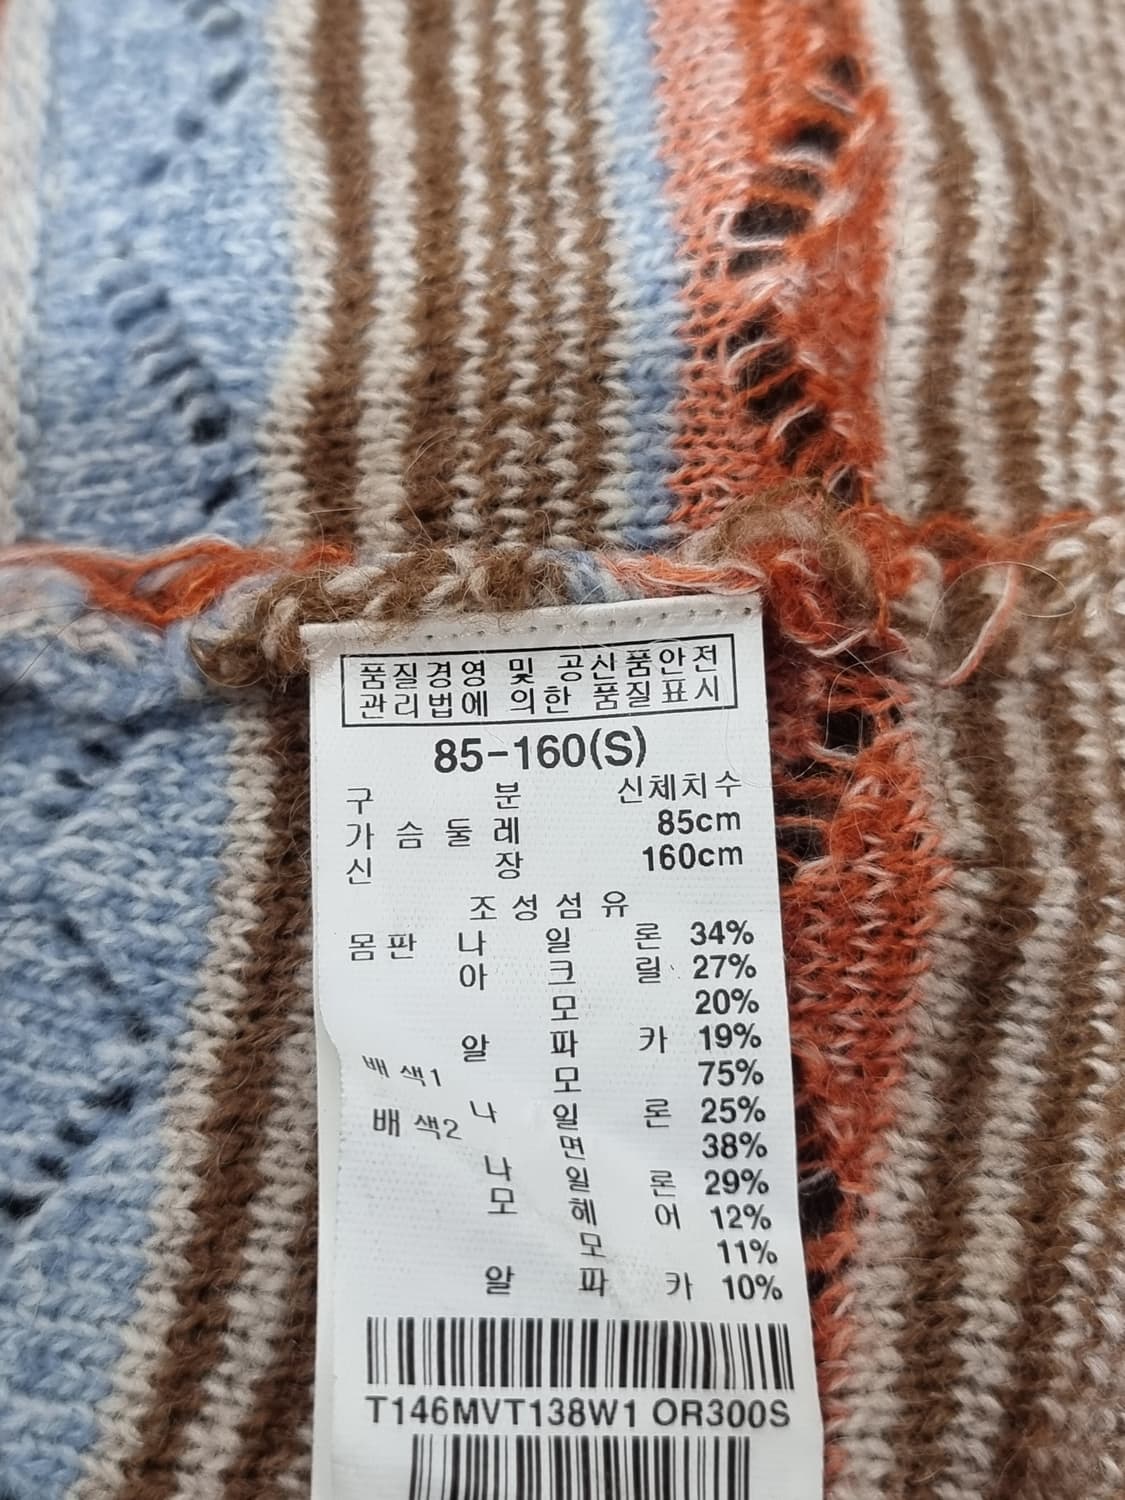 품질경영 및 공산품안전
관리법에 의한 품질표시
85-160(S)
구 분 신체치수
가 슴 둘 레 85cm
신 장 160cm
조 성 섬 유
몸판 나 일 론 34%
아 크 릴 27%
모 20%
알 파 카 19%
배색1 모 75%
나 일 론 25%
배색2 면 38%
나 일 론 29%
모 헤 어 12%
모 11%
알 파 카 10%
T146MVT138W1 OR300S